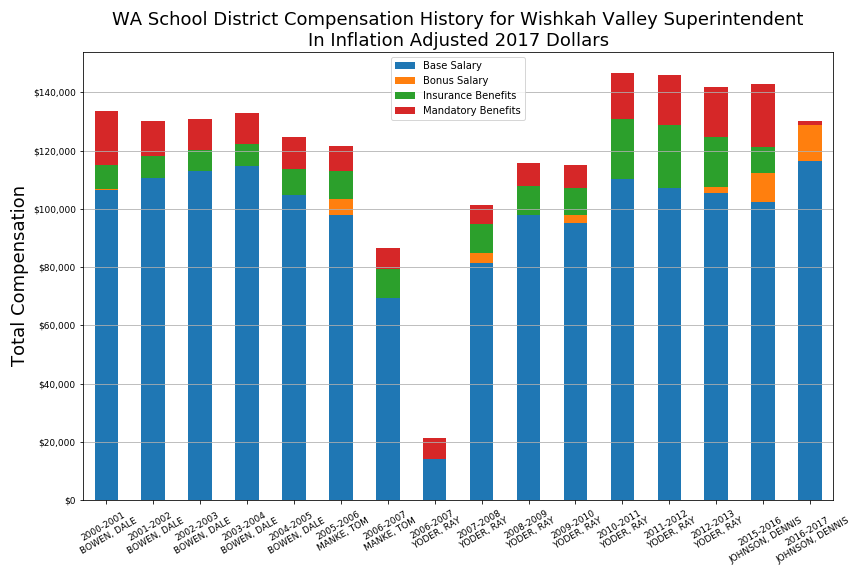 WA School District Compensation History for Wishkah Valley Superintendent
In Inflation Adjusted 2017 Dollars
Base Salary
Bonus Salary
Insurance Benefits
Mandatory Benefits
Total Compensation
$140,000
$120,000
$100,000
$80,000
$60,000
$40,000
$20,000
$0
2000-2001
BOWEN, DALE
2001-2002
BOWEN, DALE
2002-2003
BOWEN, DALE
2003-2004
BOWEN, DALE
2004-2005
BOWEN, DALE
2005-2006
MANKE, TOM
2006-2007
MANKE, TOM
2006-2007
YODER, RAY
2007-2008
YODER, RAY
2008-2009
YODER, RAY
2009-2010
YODER, RAY
2010-2011
YODER, RAY
2011-2012
YODER, RAY
2012-2013
YODER, RAY
2015-2016
JOHNSON, DENNIS
2016-2017
JOHNSON, DENNIS